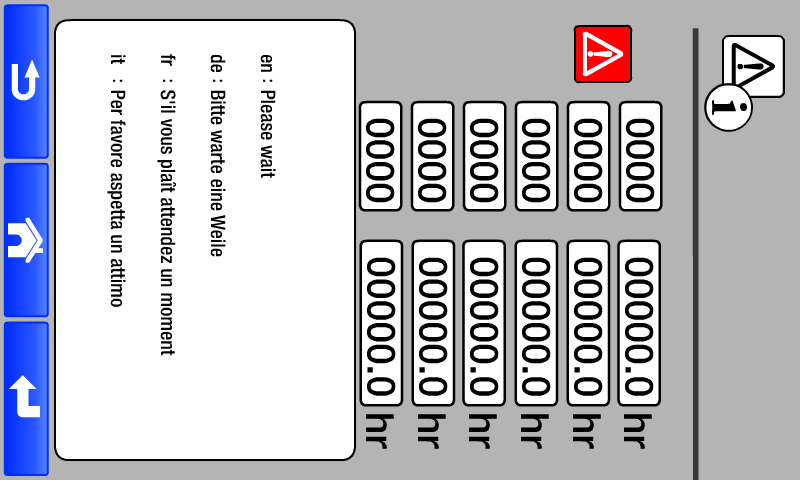 0000 00000.0 hr
0000 00000.0 hr
0000 00000.0 hr
0000 00000.0 hr
0000 00000.0 hr
0000 00000.0 hr
en : Please wait
de : Bitte warte eine Weile
fr : S'il vous plaît attendez un moment
it : Per favore aspetta un attimo